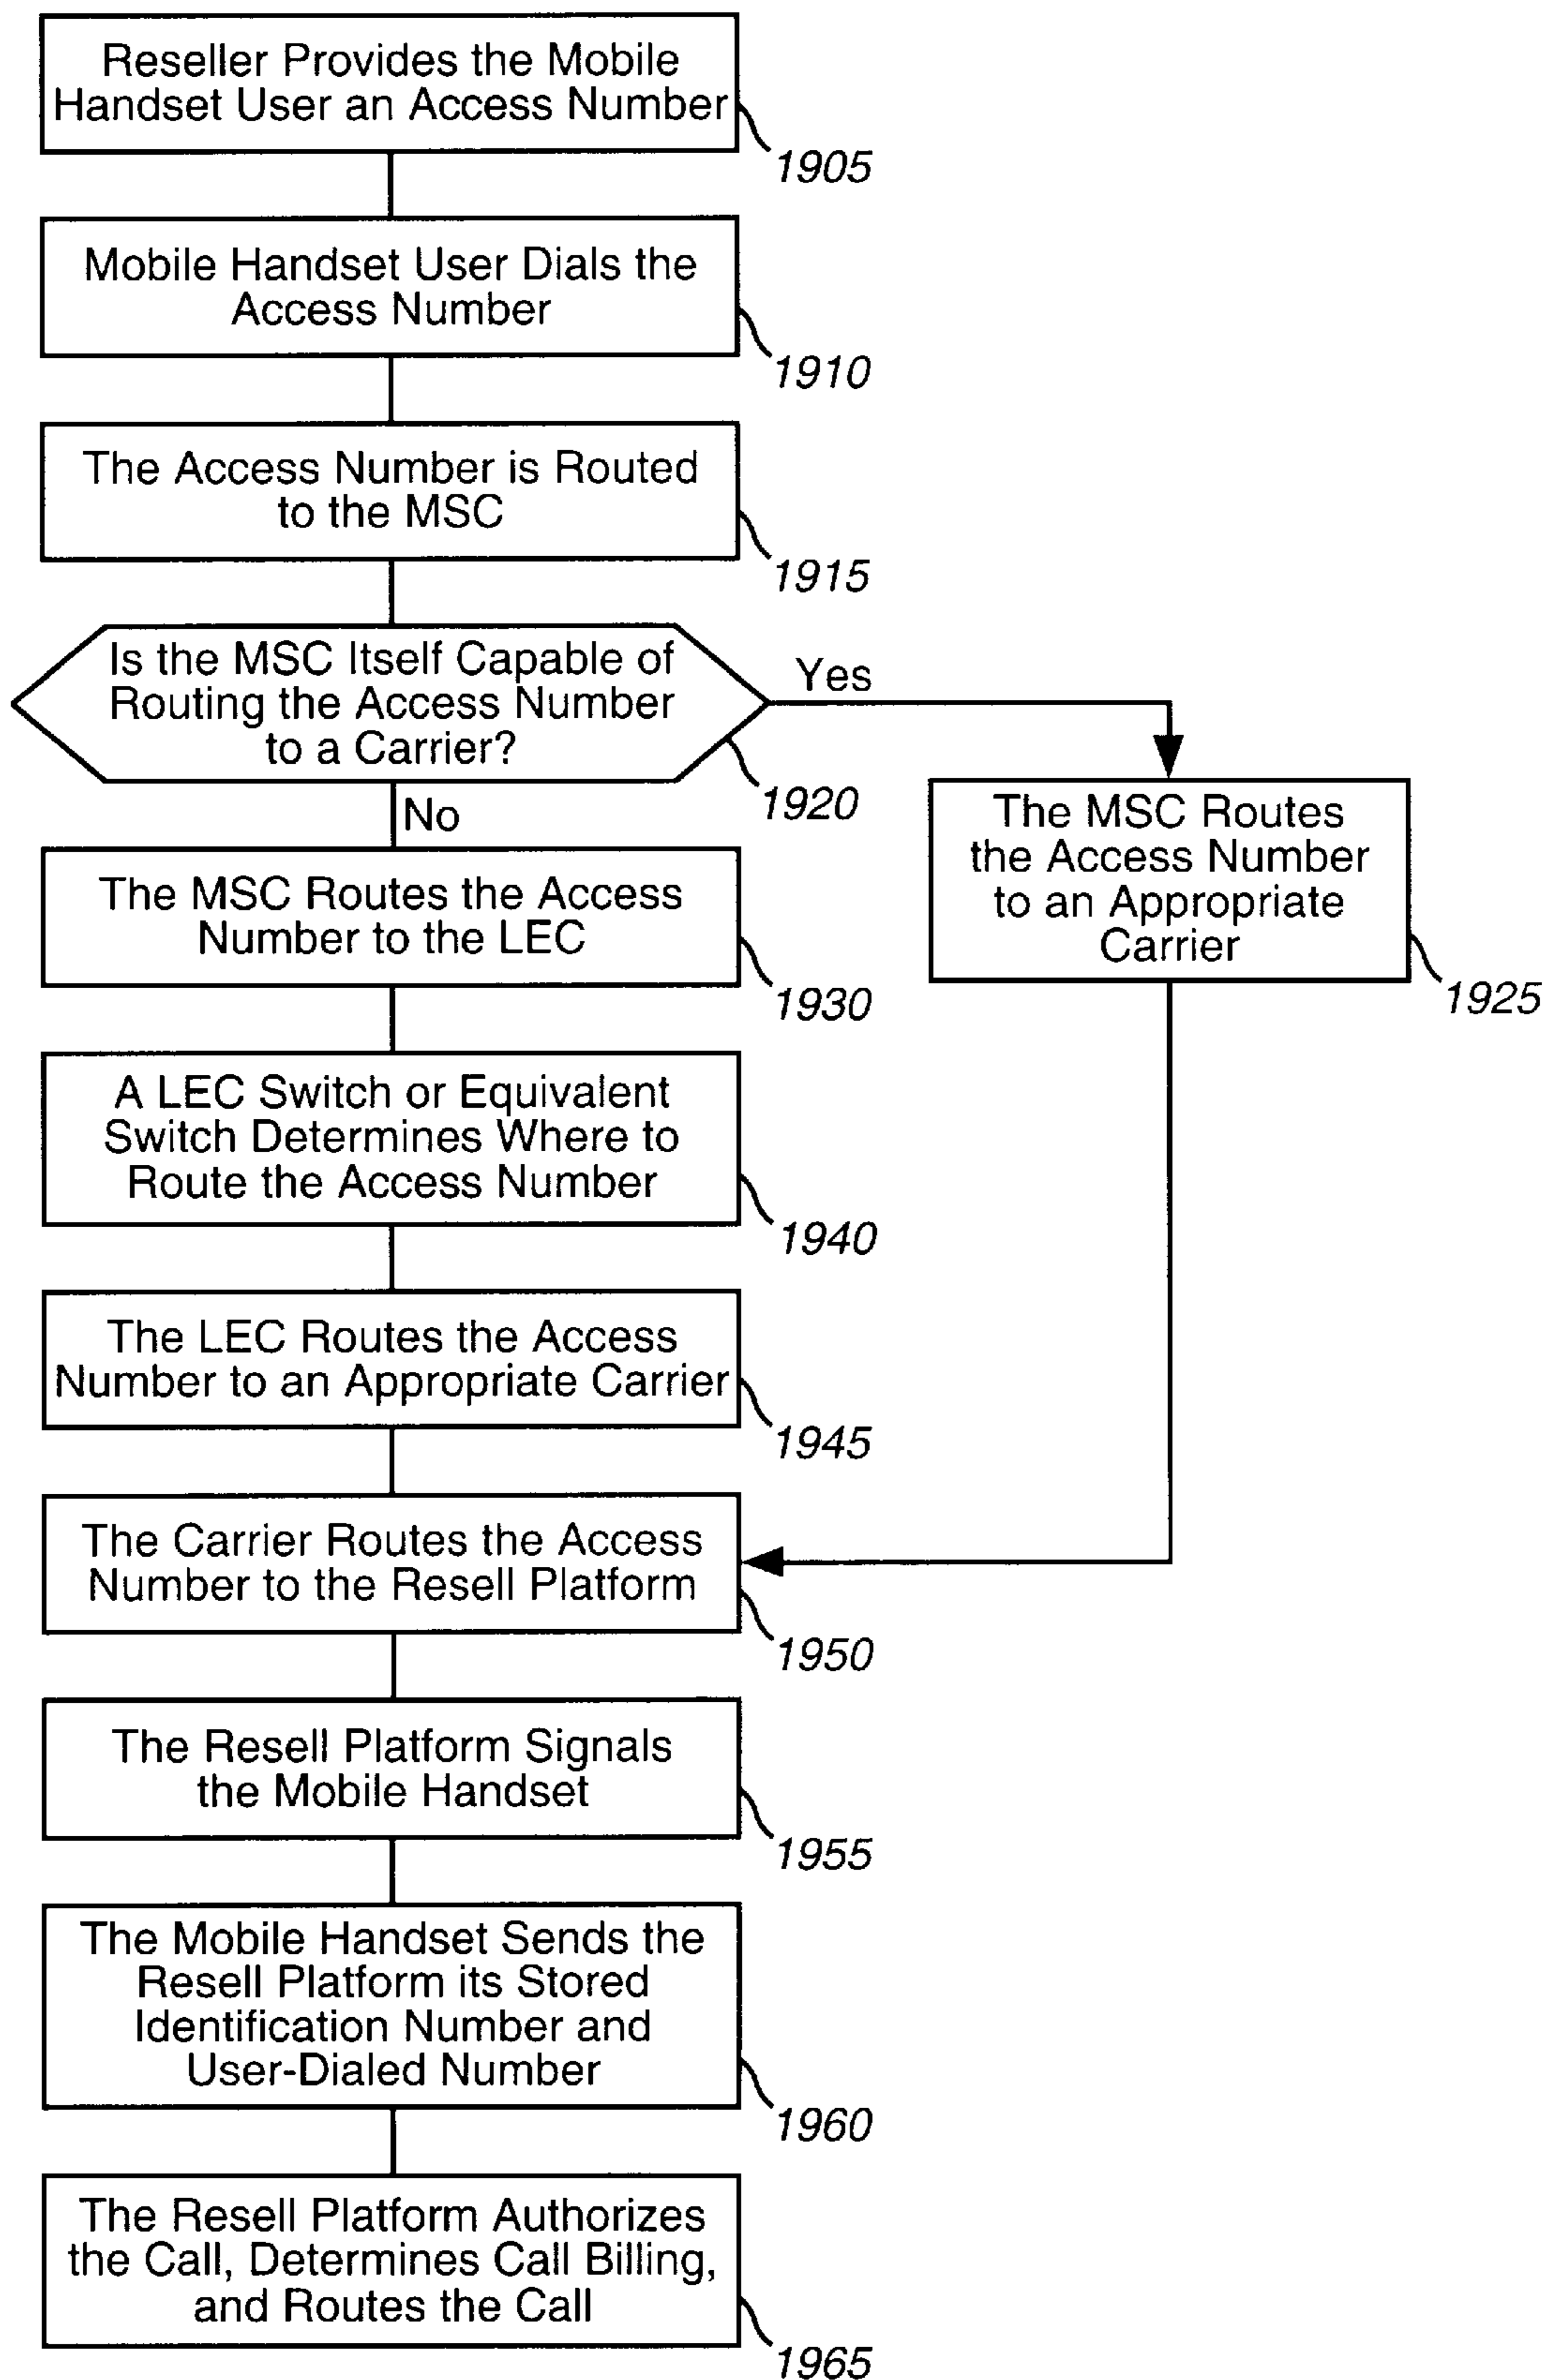 Reseller Provides the Mobile
Handset User an Access Number
1905
Mobile Handset User Dials the
Access Number
1910
The Access Number is Routed
to the MSC
1915
Is the MSC Itself Capable of
Routing the Access Number
to a Carrier?
1920
Yes
No
The MSC Routes
the Access Number
to an Appropriate
Carrier
1925
The MSC Routes the Access
Number to the LEC
1930
A LEC Switch or Equivalent
Switch Determines Where to
Route the Access Number
1940
The LEC Routes the Access
Number to an Appropriate Carrier
1945
The Carrier Routes the Access
Number to the Resell Platform
1950
The Resell Platform Signals
the Mobile Handset
1955
The Mobile Handset Sends the
Resell Platform its Stored
Identification Number and
User-Dialed Number
1960
The Resell Platform Authorizes
the Call, Determines Call Billing,
and Routes the Call
1965